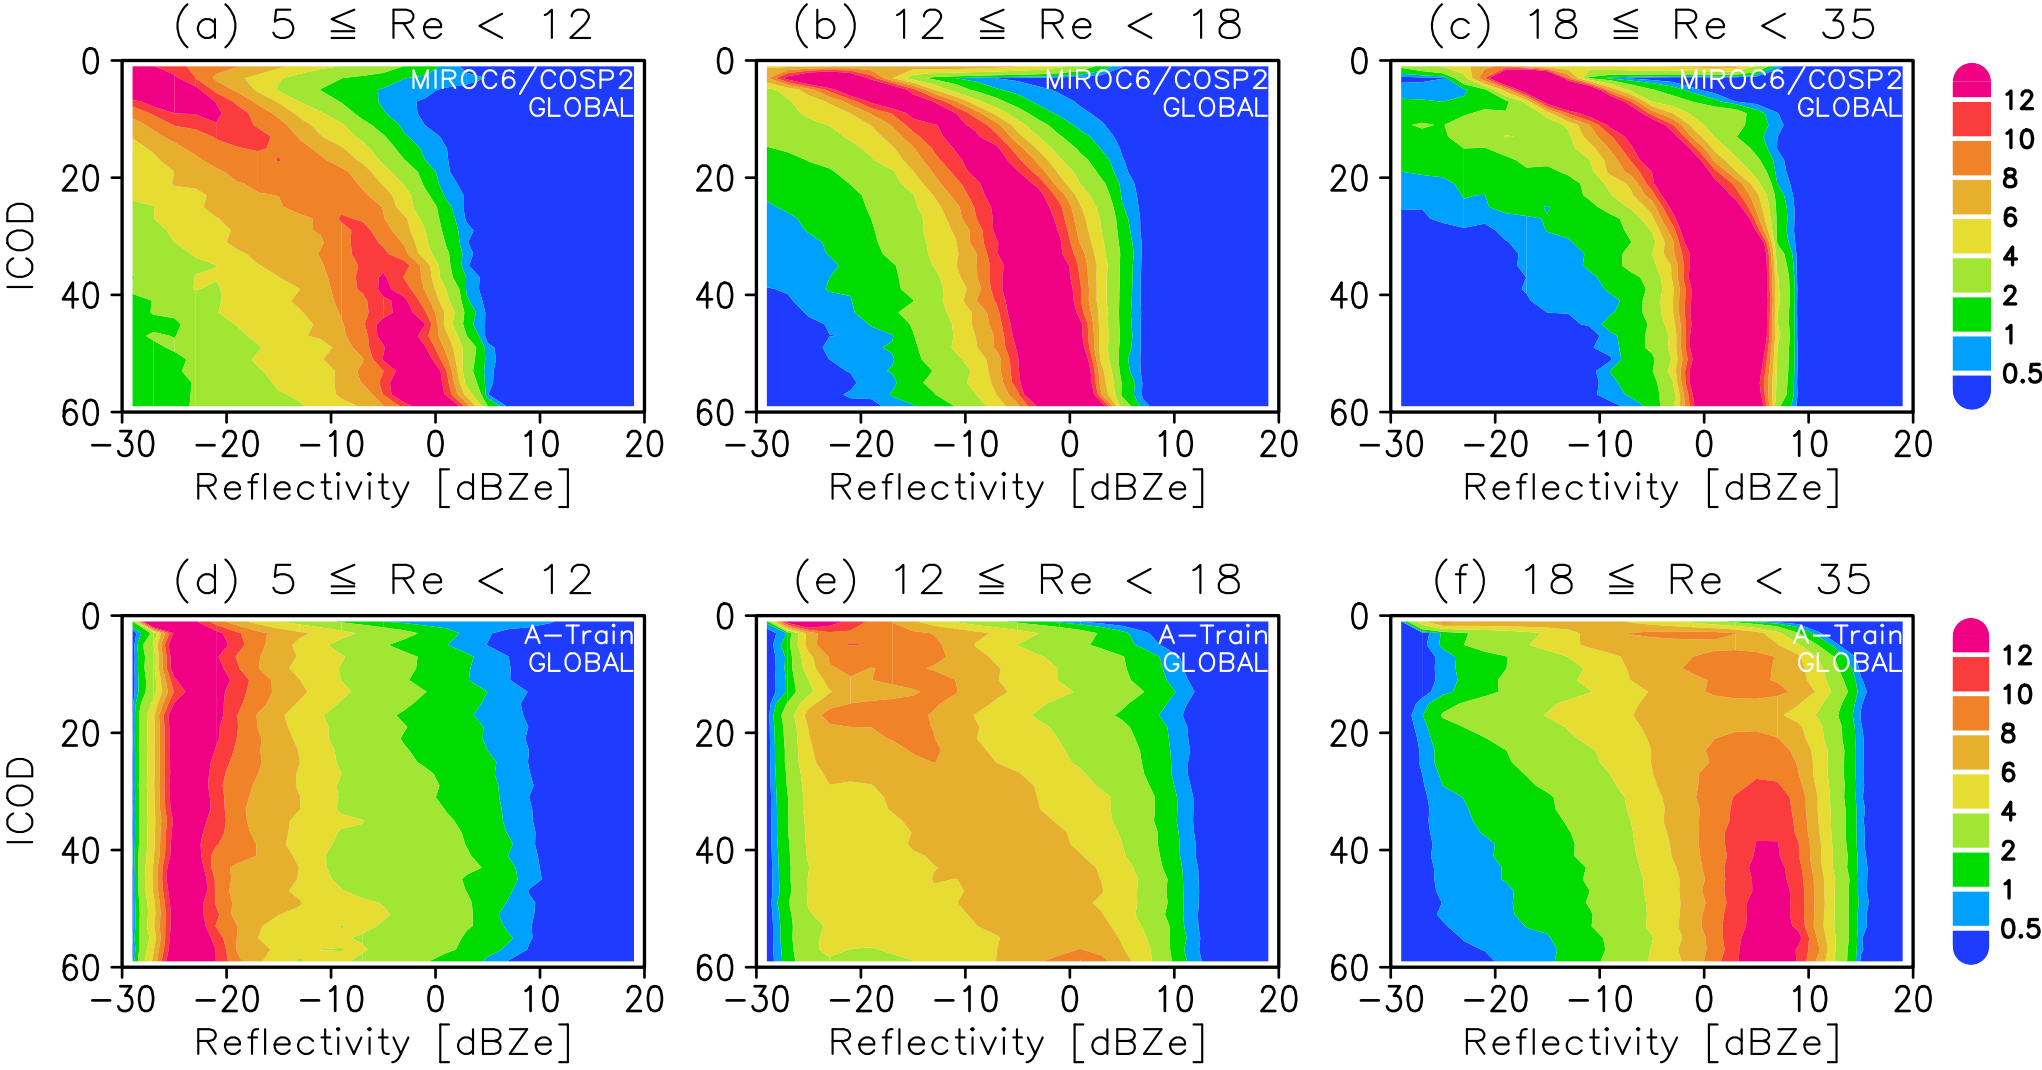 (a) 5 ≦ Re < 12
(b) 12 ≦ Re < 18
(c) 18 ≦ Re < 35
MIROC6/COSP2
GLOBAL
MIROC6/COSP2
GLOBAL
MIROC6/COSP2
GLOBAL
ICOD
0
20
40
60
0
20
40
60
0
20
40
60
12
10
8
6
4
2
1
0.5
−30 −20 −10 0 10 20
−30 −20 −10 0 10 20
−30 −20 −10 0 10 20
Reflectivity [dBZe]
Reflectivity [dBZe]
Reflectivity [dBZe]
(d) 5 ≦ Re < 12
(e) 12 ≦ Re < 18
(f) 18 ≦ Re < 35
A−Train
GLOBAL
A−Train
GLOBAL
A−Train
GLOBAL
ICOD
0
20
40
60
0
20
40
60
0
20
40
60
12
10
8
6
4
2
1
0.5
−30 −20 −10 0 10 20
−30 −20 −10 0 10 20
−30 −20 −10 0 10 20
Reflectivity [dBZe]
Reflectivity [dBZe]
Reflectivity [dBZe]